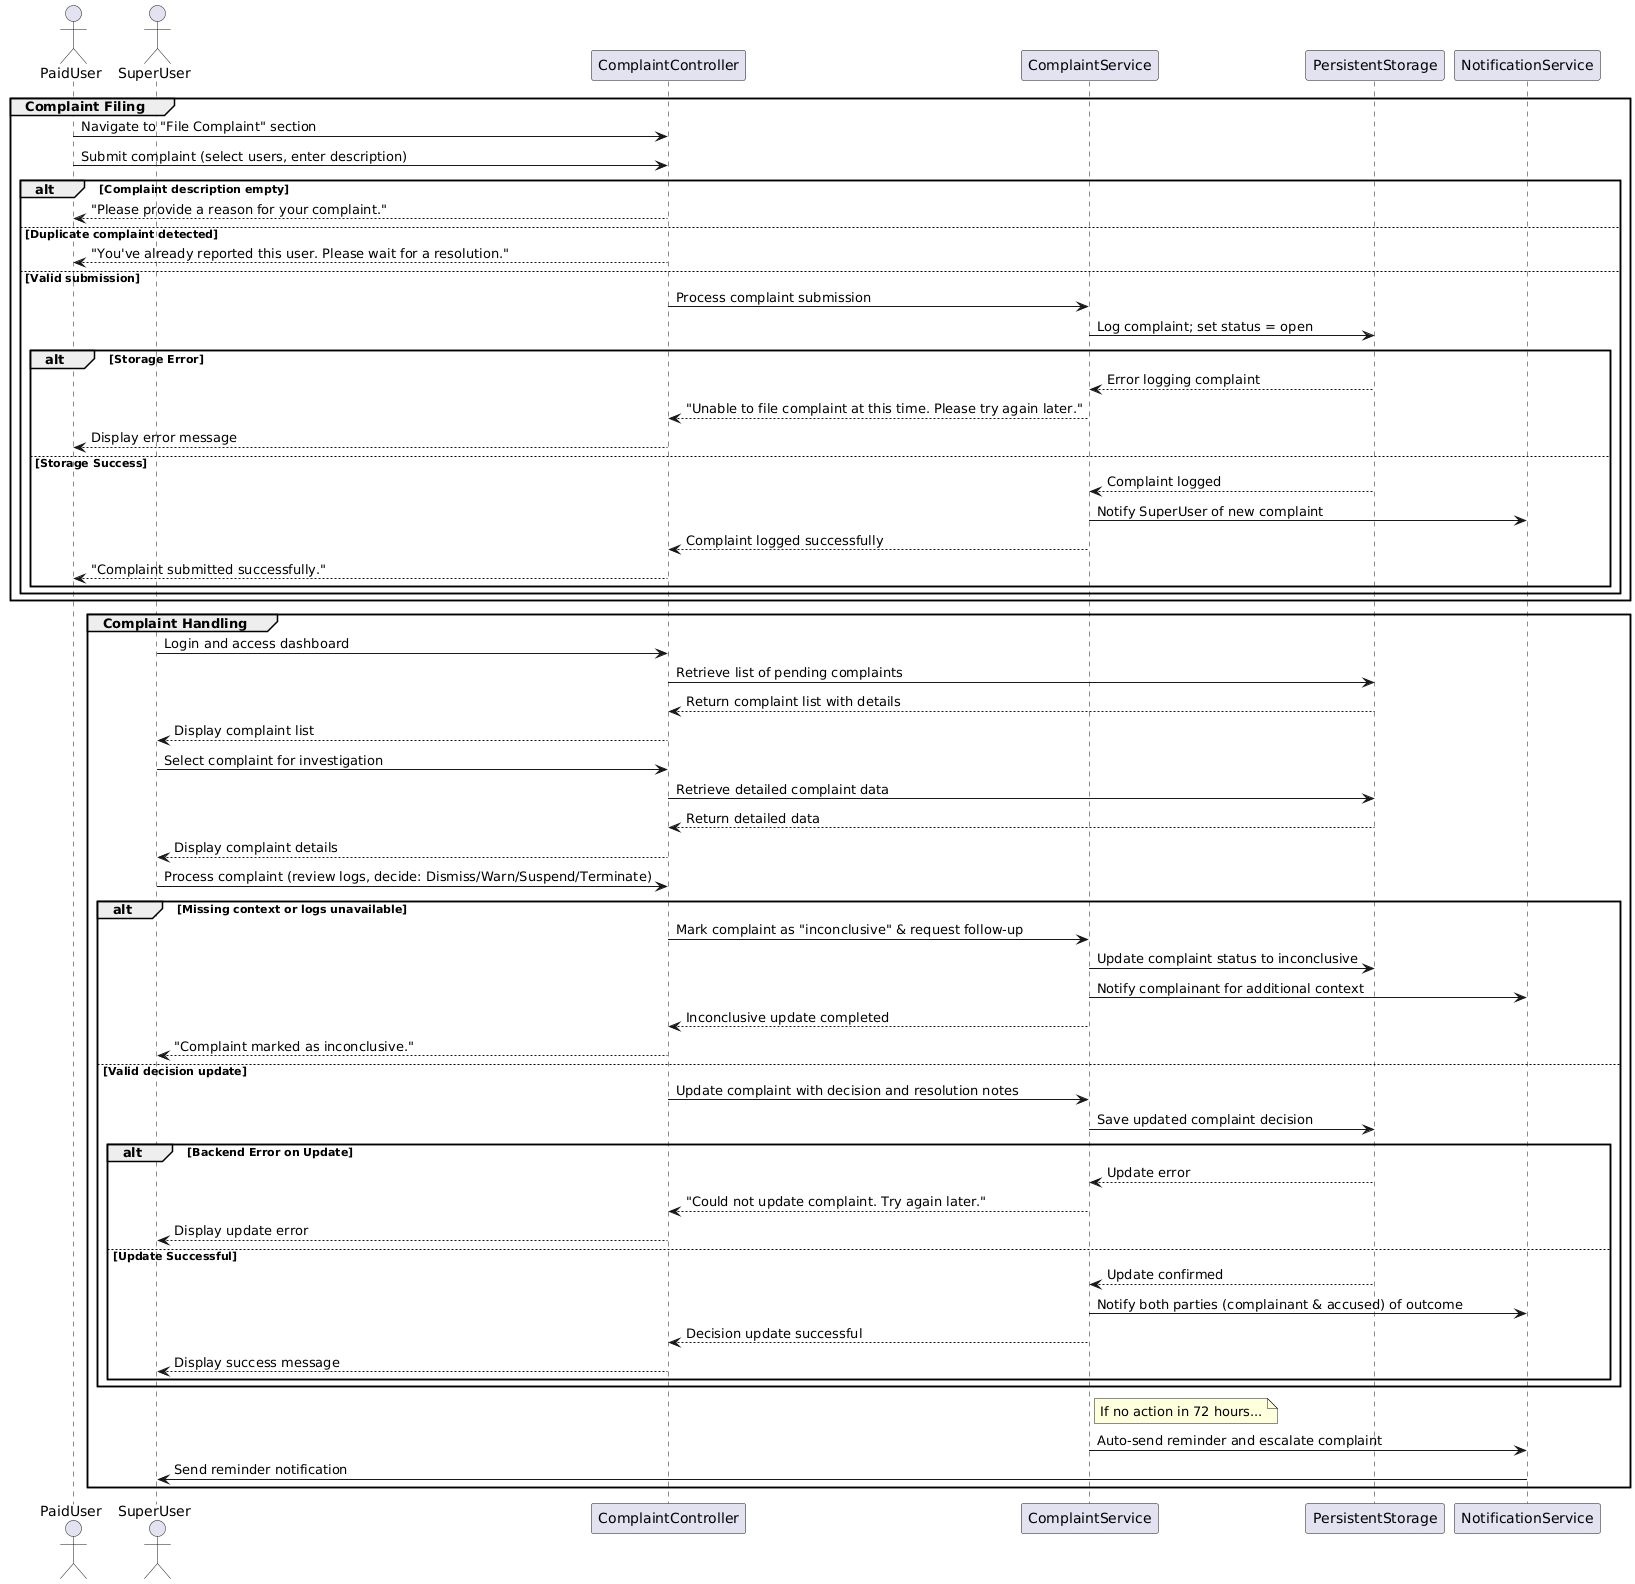 PaidUser
SuperUser
ComplaintController
ComplaintService
PersistentStorage
NotificationService
Complaint Filing
Navigate to "File Complaint" section
Submit complaint (select users, enter description)
alt
[Complaint description empty]
"Please provide a reason for your complaint."
[Duplicate complaint detected]
"You've already reported this user. Please wait for a resolution."
[Valid submission]
Process complaint submission
Log complaint; set status = open
alt
[Storage Error]
Error logging complaint
"Unable to file complaint at this time. Please try again later."
Display error message
[Storage Success]
Complaint logged
Notify SuperUser of new complaint
Complaint logged successfully
"Complaint submitted successfully."
Complaint Handling
Login and access dashboard
Retrieve list of pending complaints
Return complaint list with details
Display complaint list
Select complaint for investigation
Retrieve detailed complaint data
Return detailed data
Display complaint details
Process complaint (review logs, decide: Dismiss/Warn/Suspend/Terminate)
alt
[Missing context or logs unavailable]
Mark complaint as "inconclusive" & request follow-up
Update complaint status to inconclusive
Notify complainant for additional context
Inconclusive update completed
"Complaint marked as inconclusive."
[Valid decision update]
Update complaint with decision and resolution notes
Save updated complaint decision
alt
[Backend Error on Update]
Update error
"Could not update complaint. Try again later."
Display update error
[Update Successful]
Update confirmed
Notify both parties (complainant & accused) of outcome
Decision update successful
Display success message
If no action in 72 hours...
Auto-send reminder and escalate complaint
Send reminder notification
PaidUser
SuperUser
ComplaintController
ComplaintService
PersistentStorage
NotificationService